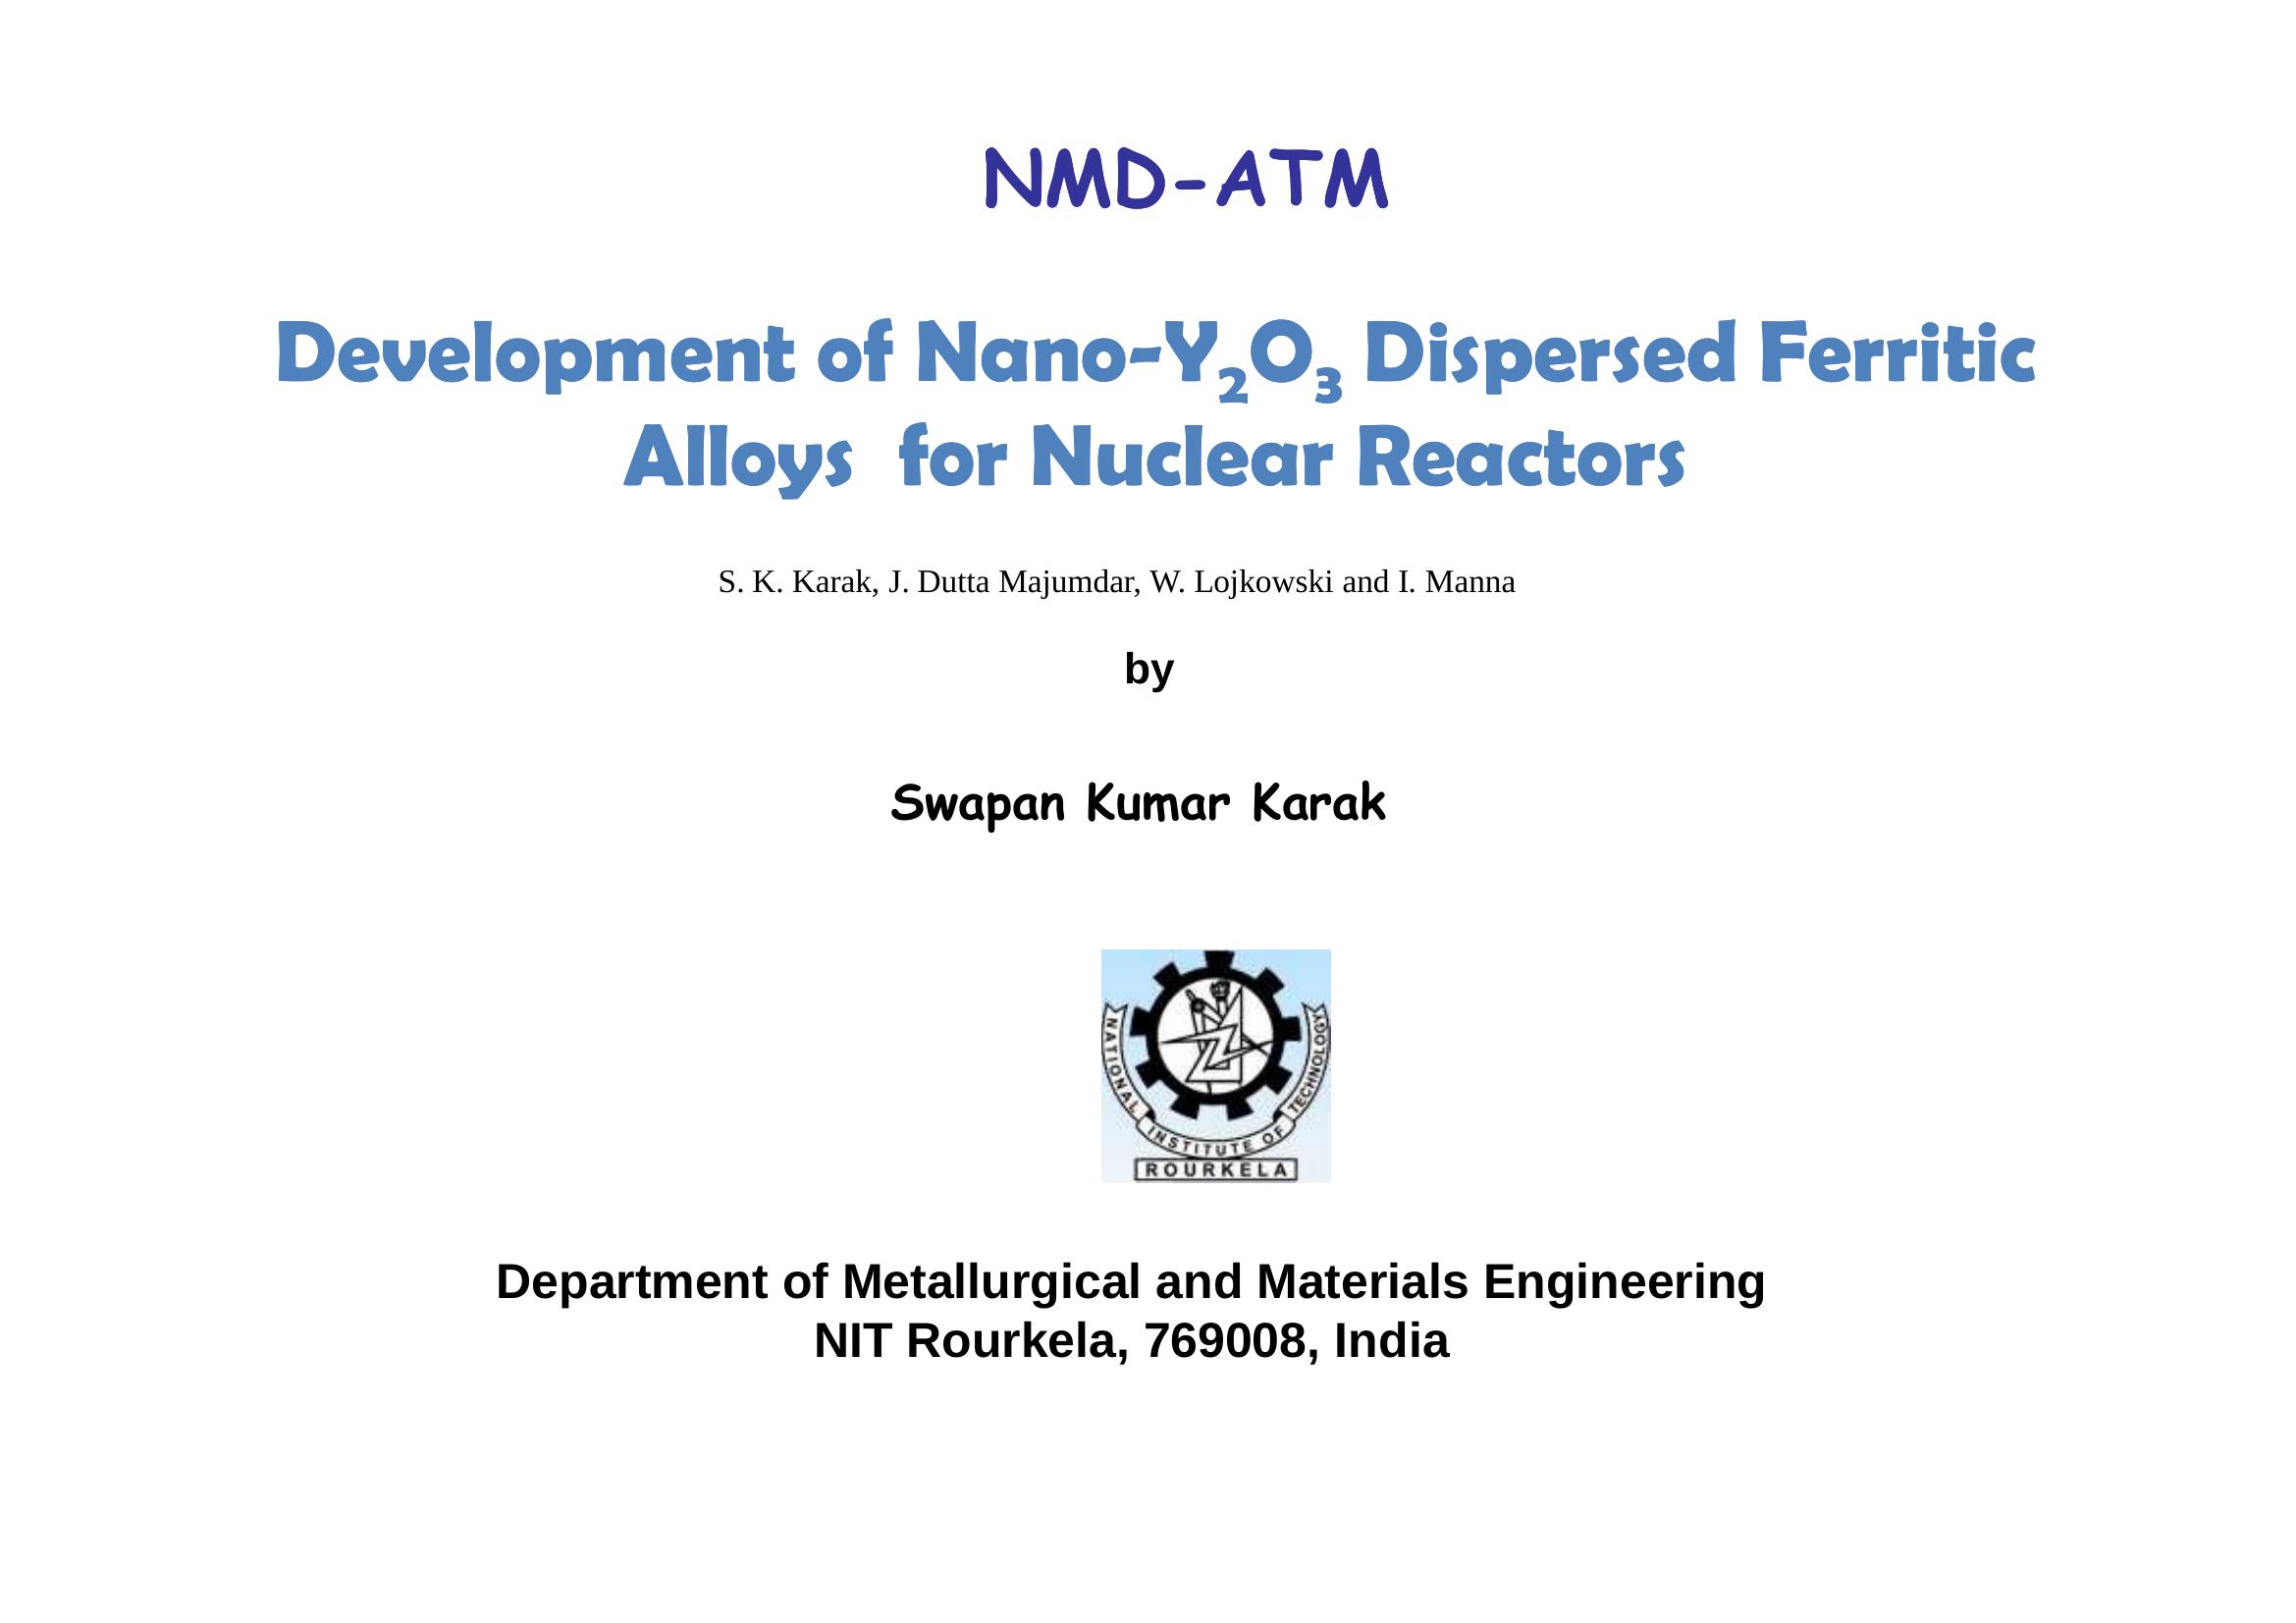 NMD-ATM
Development of Nano-Y₂O₃ Dispersed Ferritic
Alloys for Nuclear Reactors
S. K. Karak, J. Dutta Majumdar, W. Lojkowski and I. Manna
by
Swapan Kumar Karak
NATIONAL INSTITUTE OF TECHNOLOGY
ROURKELA
Department of Metallurgical and Materials Engineering
NIT Rourkela, 769008, India